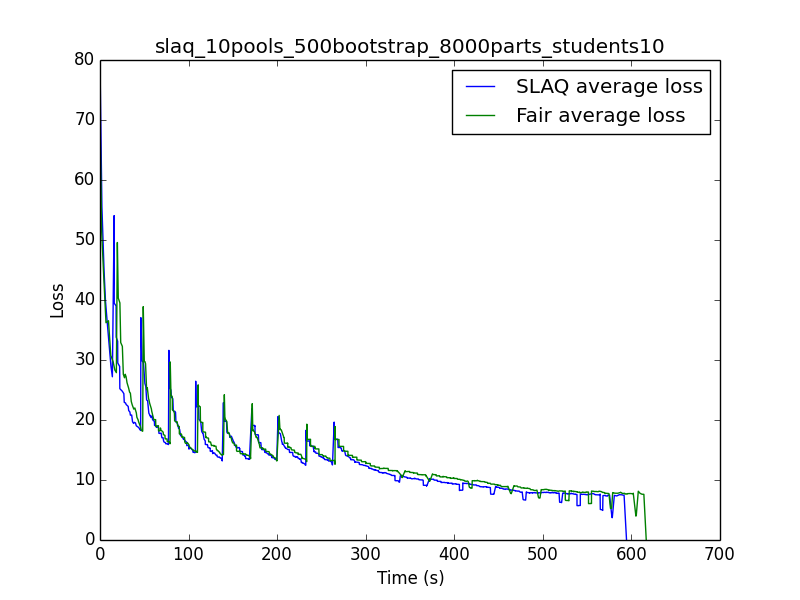 slaq_10pools_500bootstrap_8000parts_students10
SLAQ average loss
Fair average loss
Loss
80
70
60
50
40
30
20
10
0
0 100 200 300 400 500 600 700
Time (s)